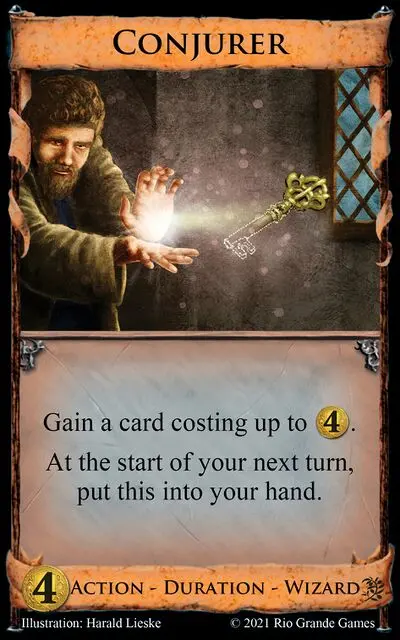 CONJURER
Gain a card costing up to 4.
At the start of your next turn,
put this into your hand.
4 ACTION - DURATION - WIZARD
Illustration: Harald Lieske © 2021 Rio Grande Games